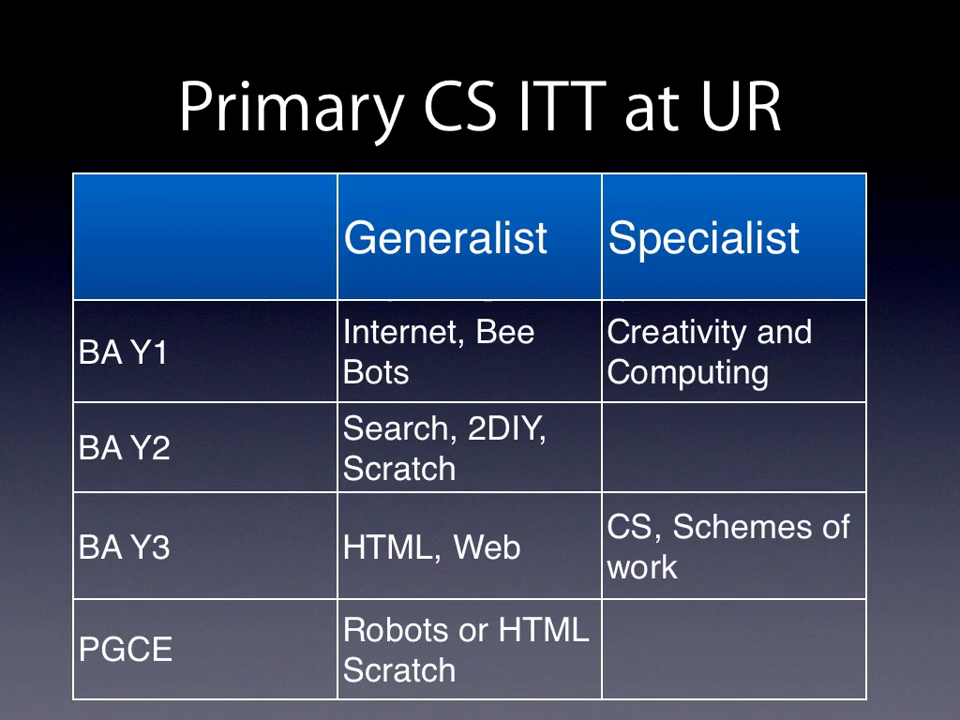 Primary CS ITT at UR
Generalist
Specialist
BA Y1
Internet, Bee
Bots
Creativity and
Computing
BA Y2
Search, 2DIY,
Scratch
BA Y3
HTML, Web
CS, Schemes of
work
PGCE
Robots or HTML
Scratch